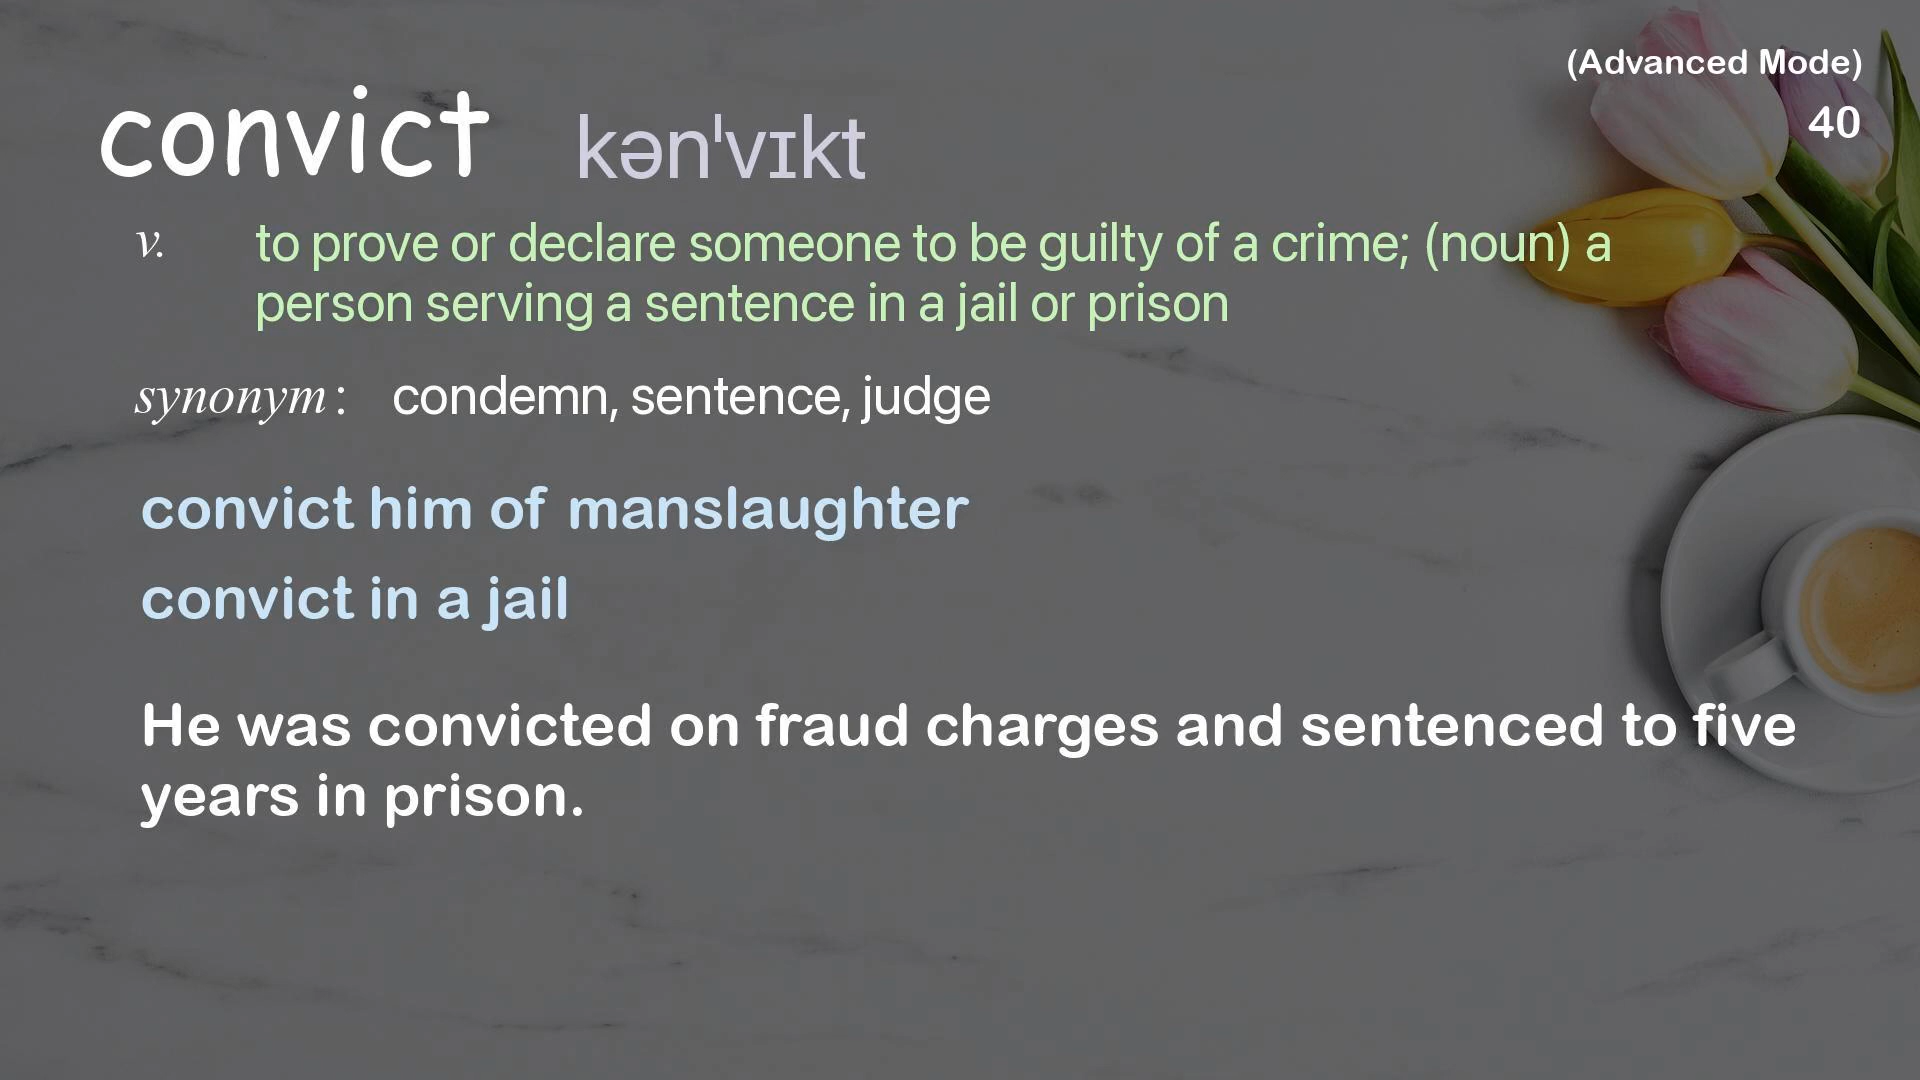 (Advanced Mode)
40
convict kən'vɪkt
v. to prove or declare someone to be guilty of a crime; (noun) a
person serving a sentence in a jail or prison
synonym: condemn, sentence, judge
convict him of manslaughter
convict in a jail
He was convicted on fraud charges and sentenced to five
years in prison.